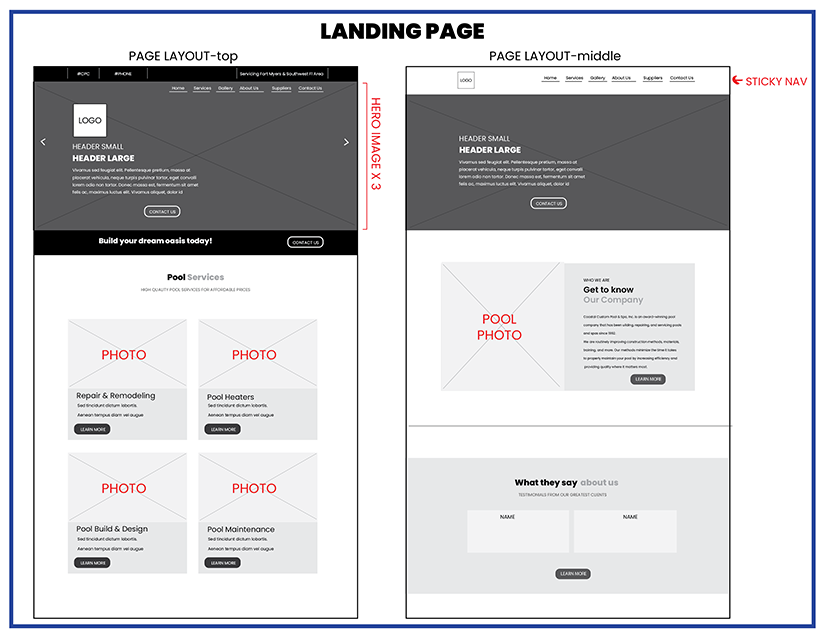 LANDING PAGE
PAGE LAYOUT-top
#CPC
#PHONE
Servicing Fort Myers & Southwest Fl Area
Home
Services
Gallery
About Us
Suppliers
Contact Us
LOGO
HEADER SMALL
HEADER LARGE
Vivamus sed feugiat elit. Pellentesque pretium, massa at
placerat vehicula, neque turpis pulvinar tortor, eget convalli
lorem odio non tortor. Donec massa est, fermentum sit amet
felis ac, maximus luctus est. Vivamus aliquet, dolor id
CONTACT US
HERO IMAGE X 3
Build your dream oasis today!
CONTACT US
Pool Services
HIGH QUALITY POOL SERVICES FOR AFFORDABLE PRICES
PHOTO
Repair & Remodeling
Sed tincidunt dictum lobortis.
Aenean tempus diam vel augue
LEARN MORE
PHOTO
Pool Heaters
Sed tincidunt dictum lobortis.
Aenean tempus diam vel augue
LEARN MORE
PHOTO
Pool Build & Design
Sed tincidunt dictum lobortis.
Aenean tempus diam vel augue
LEARN MORE
PHOTO
Pool Maintenance
Sed tincidunt dictum lobortis.
Aenean tempus diam vel augue
LEARN MORE
PAGE LAYOUT-middle
LOGO
Home
Services
Gallery
About Us
Suppliers
Contact Us
STICKY NAV
HEADER SMALL
HEADER LARGE
Vivamus sed feugiat elit. Pellentesque pretium, massa at
placerat vehicula, neque turpis pulvinar tortor, eget convalli
lorem odio non tortor. Donec massa est, fermentum sit amet
felis ac, maximus luctus est. Vivamus aliquet, dolor id
CONTACT US
POOL
PHOTO
WHO WE ARE
Get to know
Our Company
Coastal Custom Pool & Spa, Inc. is an award-winning pool
company that has been building, repairing, and servicing pools
and spas since 1992.
We are routinely improving construction methods, materials,
training, and more. Our methods minimize the time it takes
to properly maintain your pool by increasing efficiency and
providing quality where it matters most.
LEARN MORE
What they say about us
TESTIMONIALS FROM OUR GREATEST CLIENTS
NAME
NAME
LEARN MORE